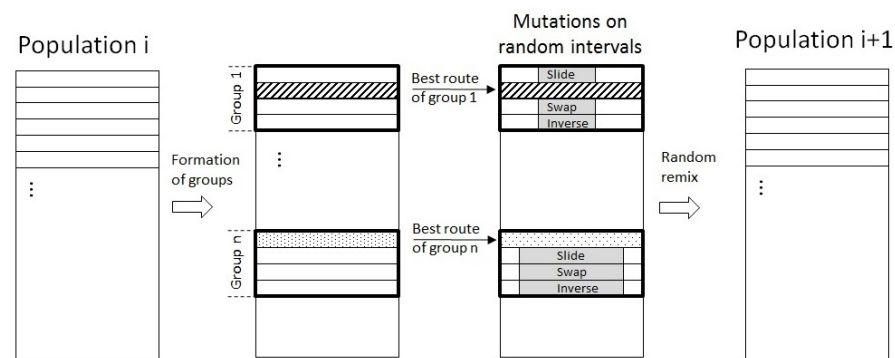 Population i
Group 1
Best route
of group 1
Mutations on
random intervals
Slide
Swap
Inverse
Population i+1
⋮
Formation
of groups
⋮
Random
remix
⋮
Group n
Best route
of group n
Slide
Swap
Inverse